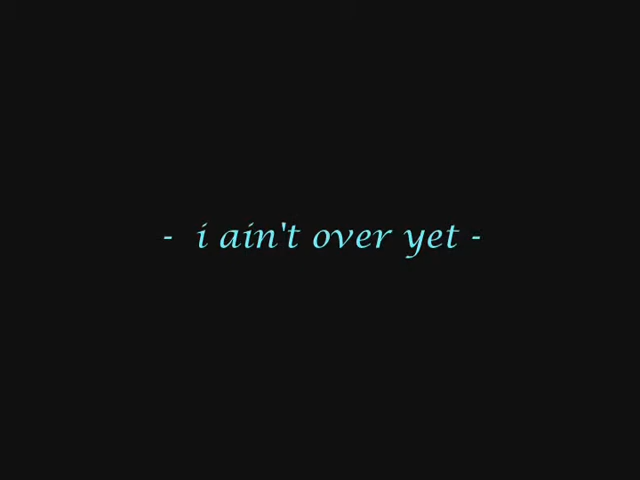 - i ain't over yet -